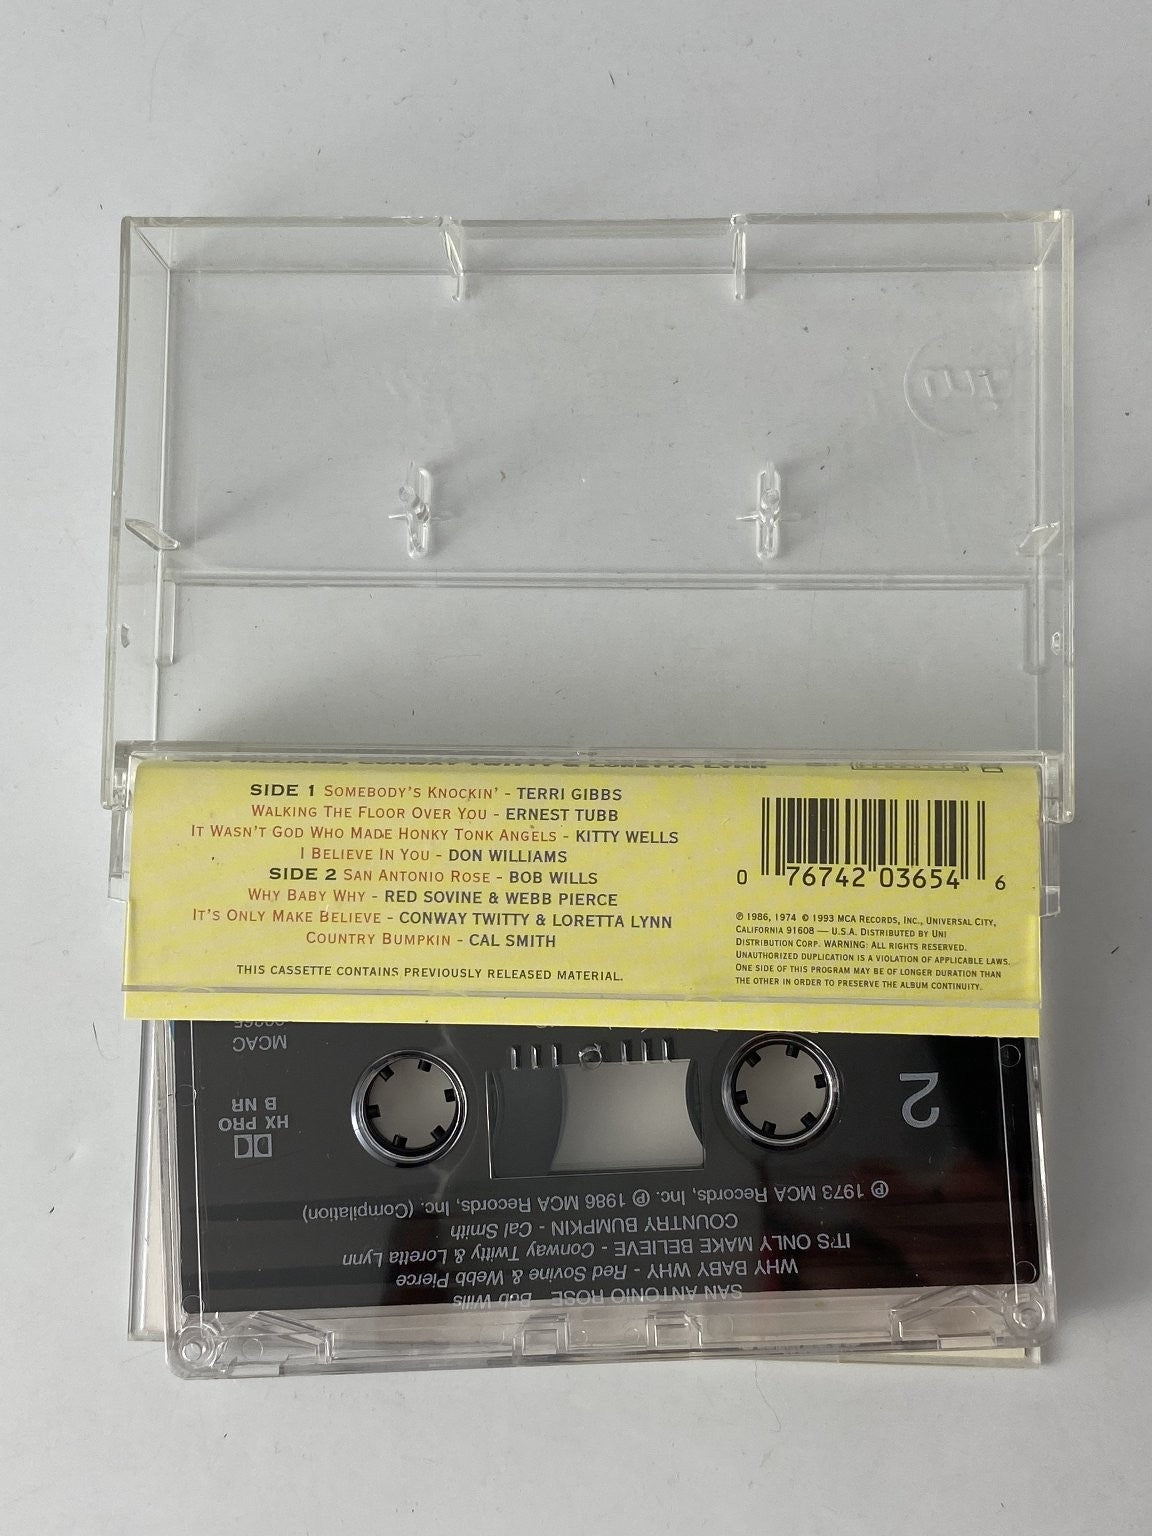 CONWAY TWITTY & LORETTA LYNN
SIDE 1 SOMEBODY'S KNOCKIN' - TERRI GIBBS
WALKING THE FLOOR OVER YOU - ERNEST TUBB
IT WASN'T GOD WHO MADE HONKY TONK ANGELS - KITTY WELLS
I BELIEVE IN YOU - DON WILLIAMS
SIDE 2 SAN ANTONIO ROSE - BOB WILLS
WHY BABY WHY - RED SOVINE & WEBB PIERCE
IT'S ONLY MAKE BELIEVE - CONWAY TWITTY & LORETTA LYNN
COUNTRY BUMPKIN - CAL SMITH
THIS CASSETTE CONTAINS PREVIOUSLY RELEASED MATERIAL.
0 76742 03654 6
℗ 1986, 1974 © 1993 MCA RECORDS, INC., UNIVERSAL CITY,
CALIFORNIA 91608 — U.S.A. DISTRIBUTED BY UNI
DISTRIBUTION CORP. WARNING: ALL RIGHTS RESERVED.
UNAUTHORIZED DUPLICATION IS A VIOLATION OF APPLICABLE LAWS.
ONE SIDE OF THIS PROGRAM MAY BE OF LONGER DURATION THAN
THE OTHER IN ORDER TO PRESERVE THE ALBUM CONTINUITY.
SAN ANTONIO ROSE Bob Wills
WHY BABY WHY - Red Sovine & Webb Pierce
IT'S ONLY MAKE BELIEVE - Conway Twitty & Loretta Lynn
COUNTRY BUMPKIN - Cal Smith
℗ 1973 MCA Records, Inc. ℗ 1986 MCA Records, Inc. (Compilation)
2
HX PRO
B NR
MCAC